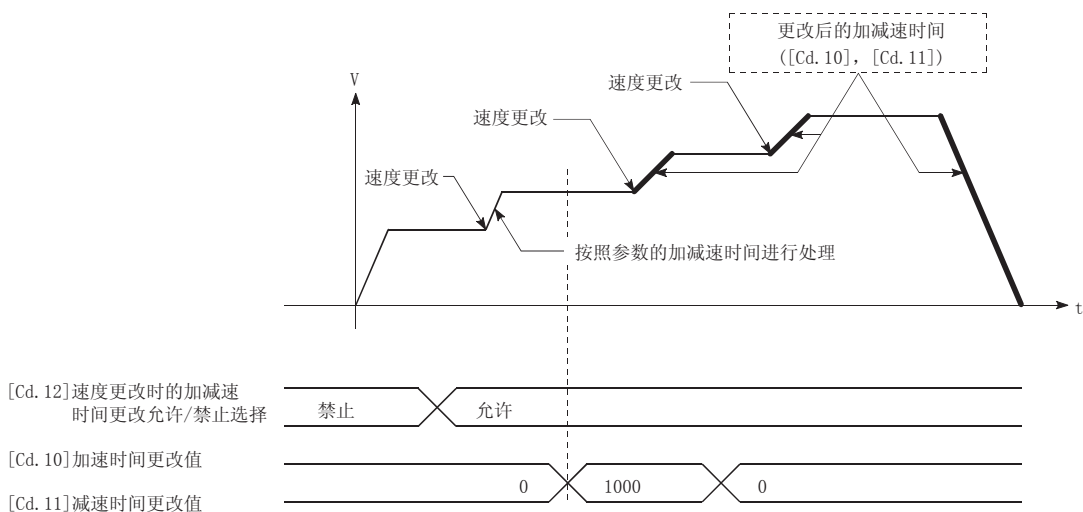 更改后的加减速时间
([Cd.10], [Cd.11])
V
速度更改
速度更改
速度更改
按照参数的加减速时间进行处理
t
[Cd.12]速度更改时的加减速
时间更改允许/禁止选择
禁止
允许
[Cd.10]加速时间更改值
0
1000
0
[Cd.11]减速时间更改值